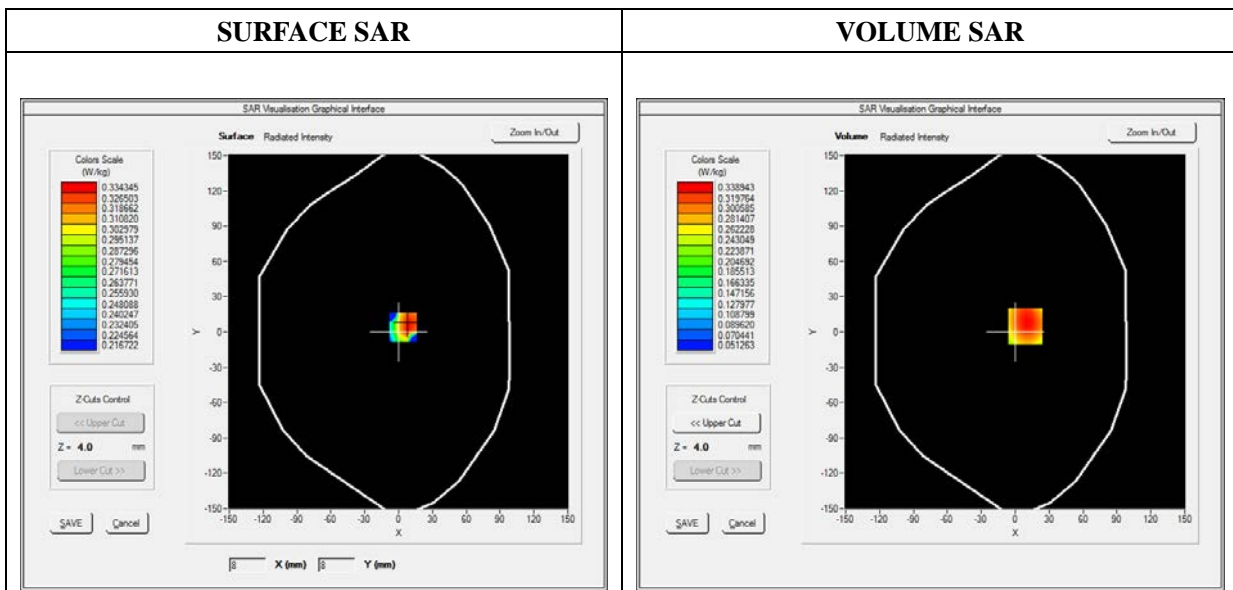 SURFACE SAR
VOLUME SAR
SAR Visualisation Graphical Interface
Surface Radiated Intensity
Zoom In/Out
Colors Scale
(W/kg)
0.334345
0.326503
0.318662
0.310820
0.302979
0.295137
0.287296
0.279454
0.271613
0.263771
0.255930
0.248088
0.240247
0.232405
0.224564
0.216722
Z-Cuts Control
<< Upper Cut
Z = 4.0 mm
Lower Cut >>
SAVE Cancel
150
120
90
60
30
0
-30
-60
-90
-120
-150
Y
-150 -120 -90 -60 -30 0 30 60 90 120 150
X
8 X (mm) 8 Y (mm)
SAR Visualisation Graphical Interface
Volume Radiated Intensity
Zoom In/Out
Colors Scale
(W/kg)
0.338943
0.319764
0.300585
0.281407
0.262228
0.243049
0.223871
0.204692
0.185513
0.166335
0.147156
0.127977
0.108799
0.089620
0.070441
0.051263
Z-Cuts Control
<< Upper Cut
Z = 4.0 mm
Lower Cut >>
SAVE Cancel
150
120
90
60
30
0
-30
-60
-90
-120
-150
Y
-150 -120 -90 -60 -30 0 30 60 90 120 150
X